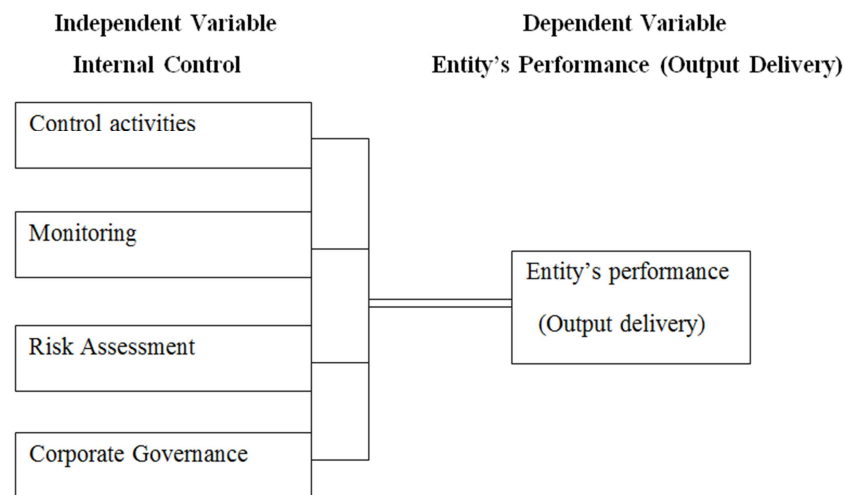 Independent Variable
Internal Control
Dependent Variable
Entity's Performance (Output Delivery)
Control activities
Monitoring
Risk Assessment
Corporate Governance
Entity's performance
(Output delivery)